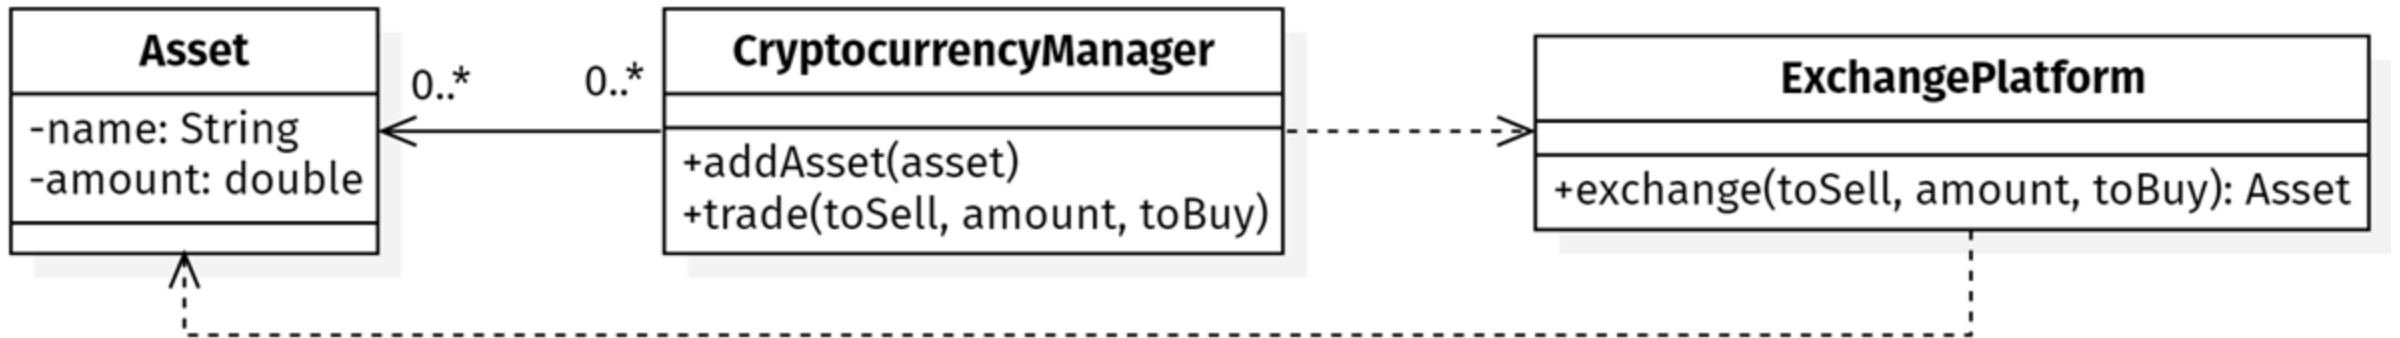 Asset
-name: String
-amount: double
0..*
0..*
CryptocurrencyManager
+addAsset(asset)
+trade(toSell, amount, toBuy)
ExchangePlatform
+exchange(toSell, amount, toBuy): Asset